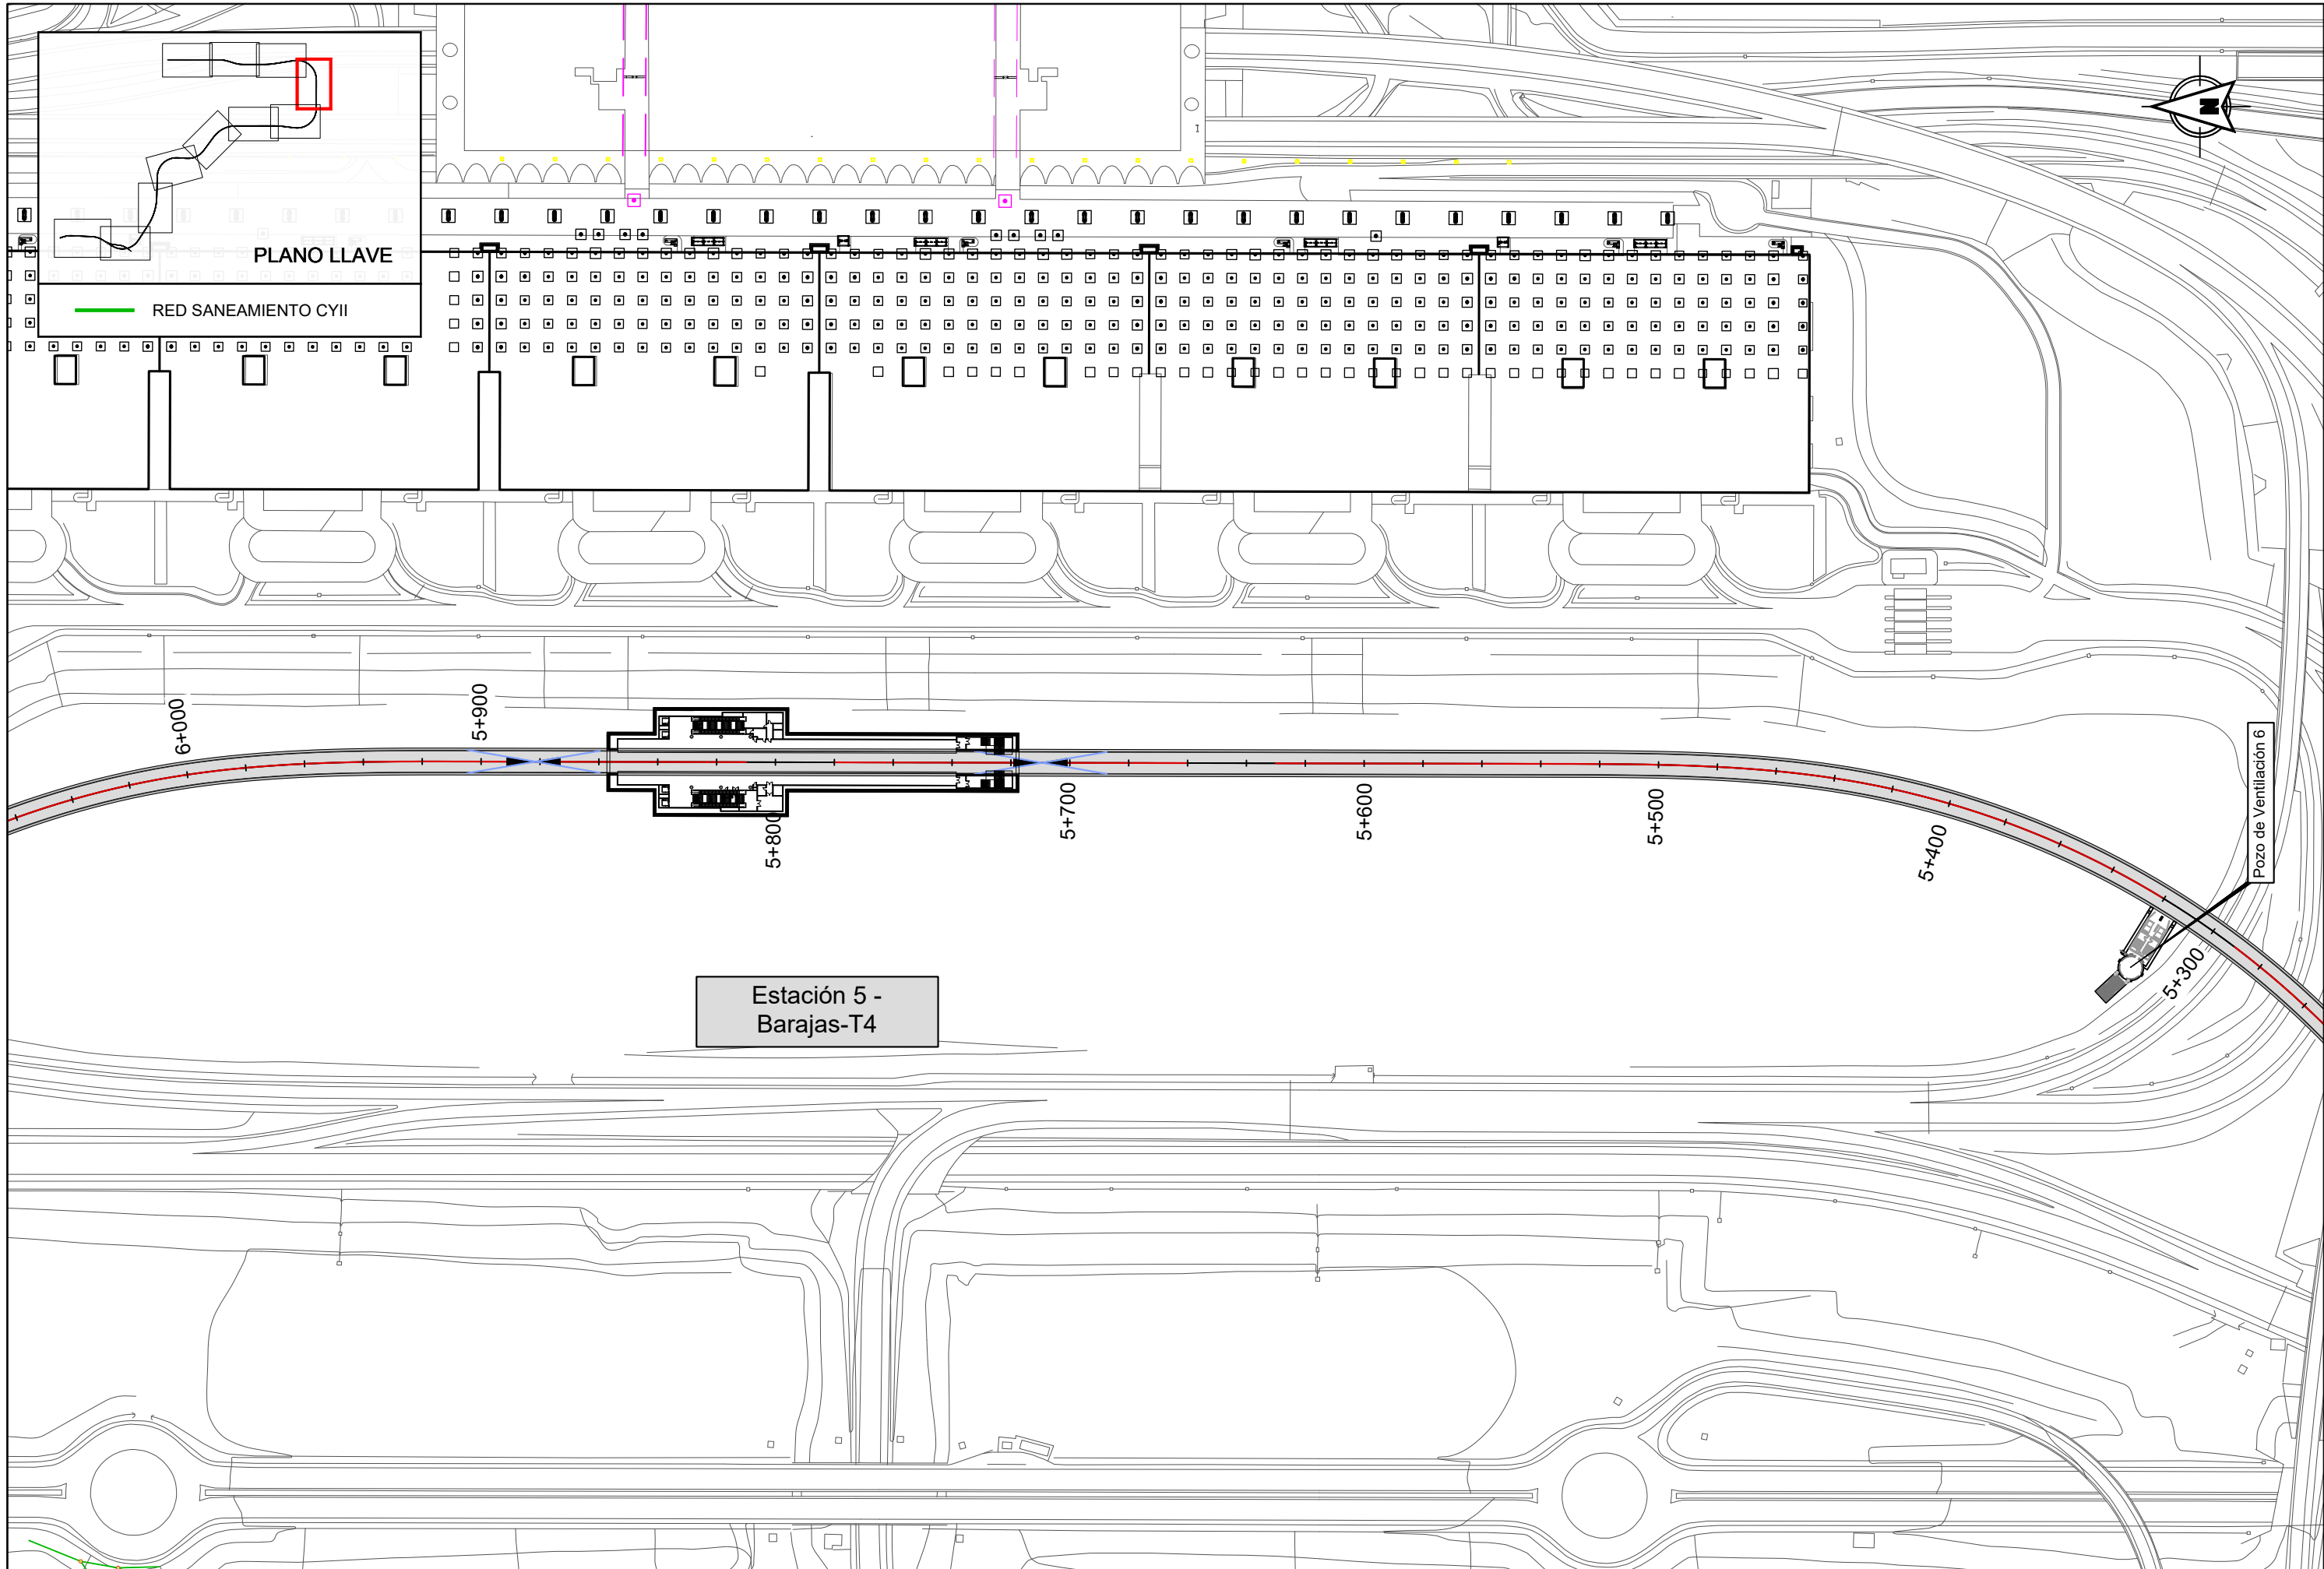 N
PLANO LLAVE
RED SANEAMIENTO CYII
6+000
5+900
5+800
5+700
5+600
5+500
5+400
5+300
Pozo de Ventilación 6
Estación 5 -
Barajas-T4